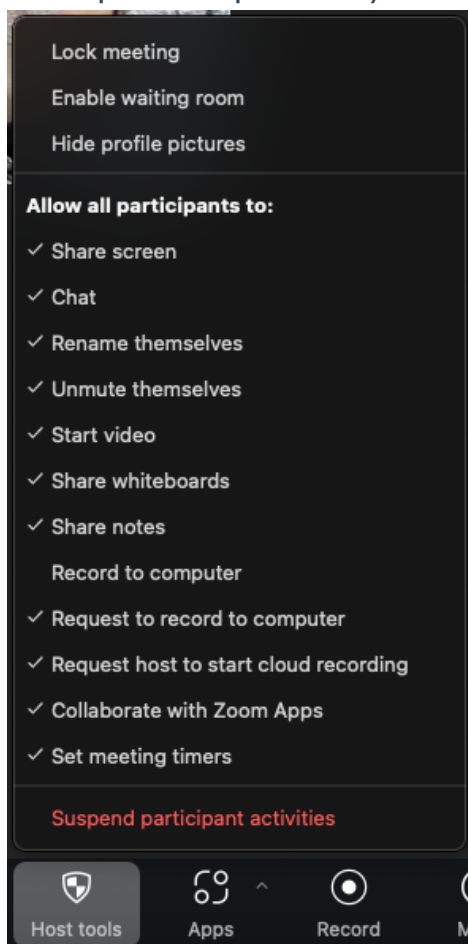 Lock meeting
Enable waiting room
Hide profile pictures
Allow all participants to:
Share screen
Chat
Rename themselves
Unmute themselves
Start video
Share whiteboards
Share notes
Record to computer
Request to record to computer
Request host to start cloud recording
Collaborate with Zoom Apps
Set meeting timers
Suspend participant activities
Host tools Apps Record